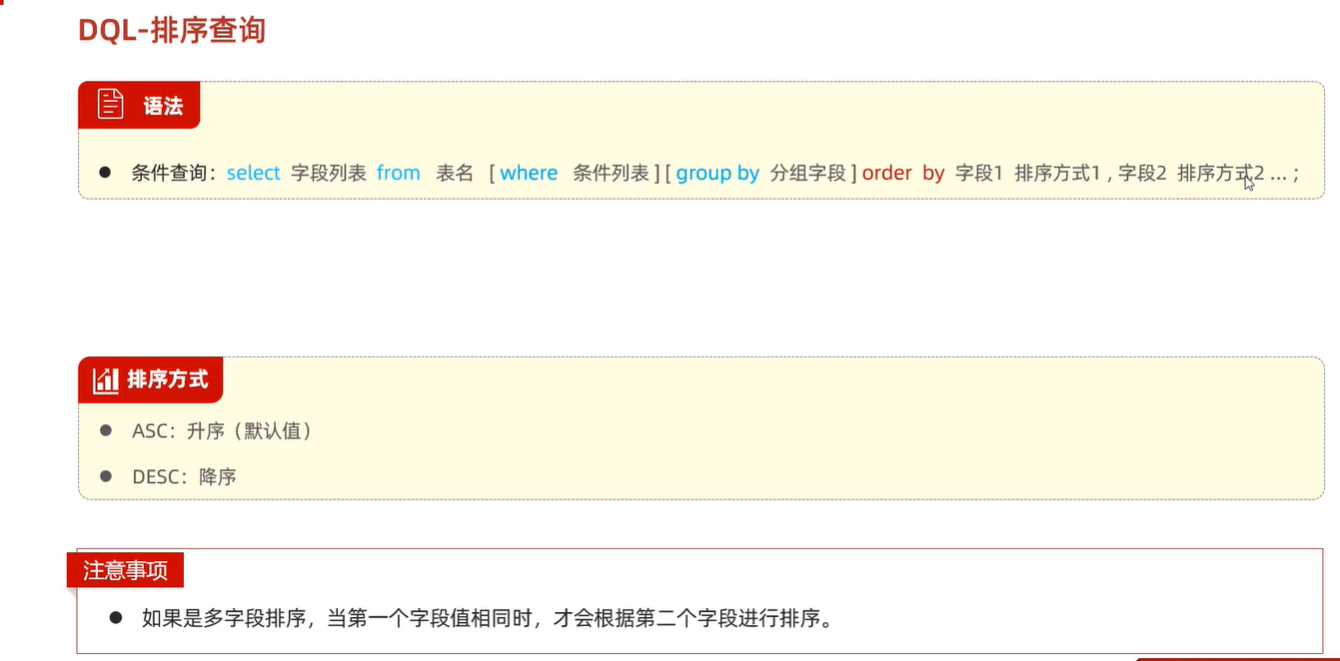 DQL-排序查询
语法
● 条件查询：select 字段列表 from 表名 [ where 条件列表 ] [ group by 分组字段 ] order by 字段1 排序方式1 , 字段2 排序方式2 … ;
排序方式
● ASC：升序（默认值）
● DESC：降序
注意事项
● 如果是多字段排序，当第一个字段值相同时，才会根据第二个字段进行排序。